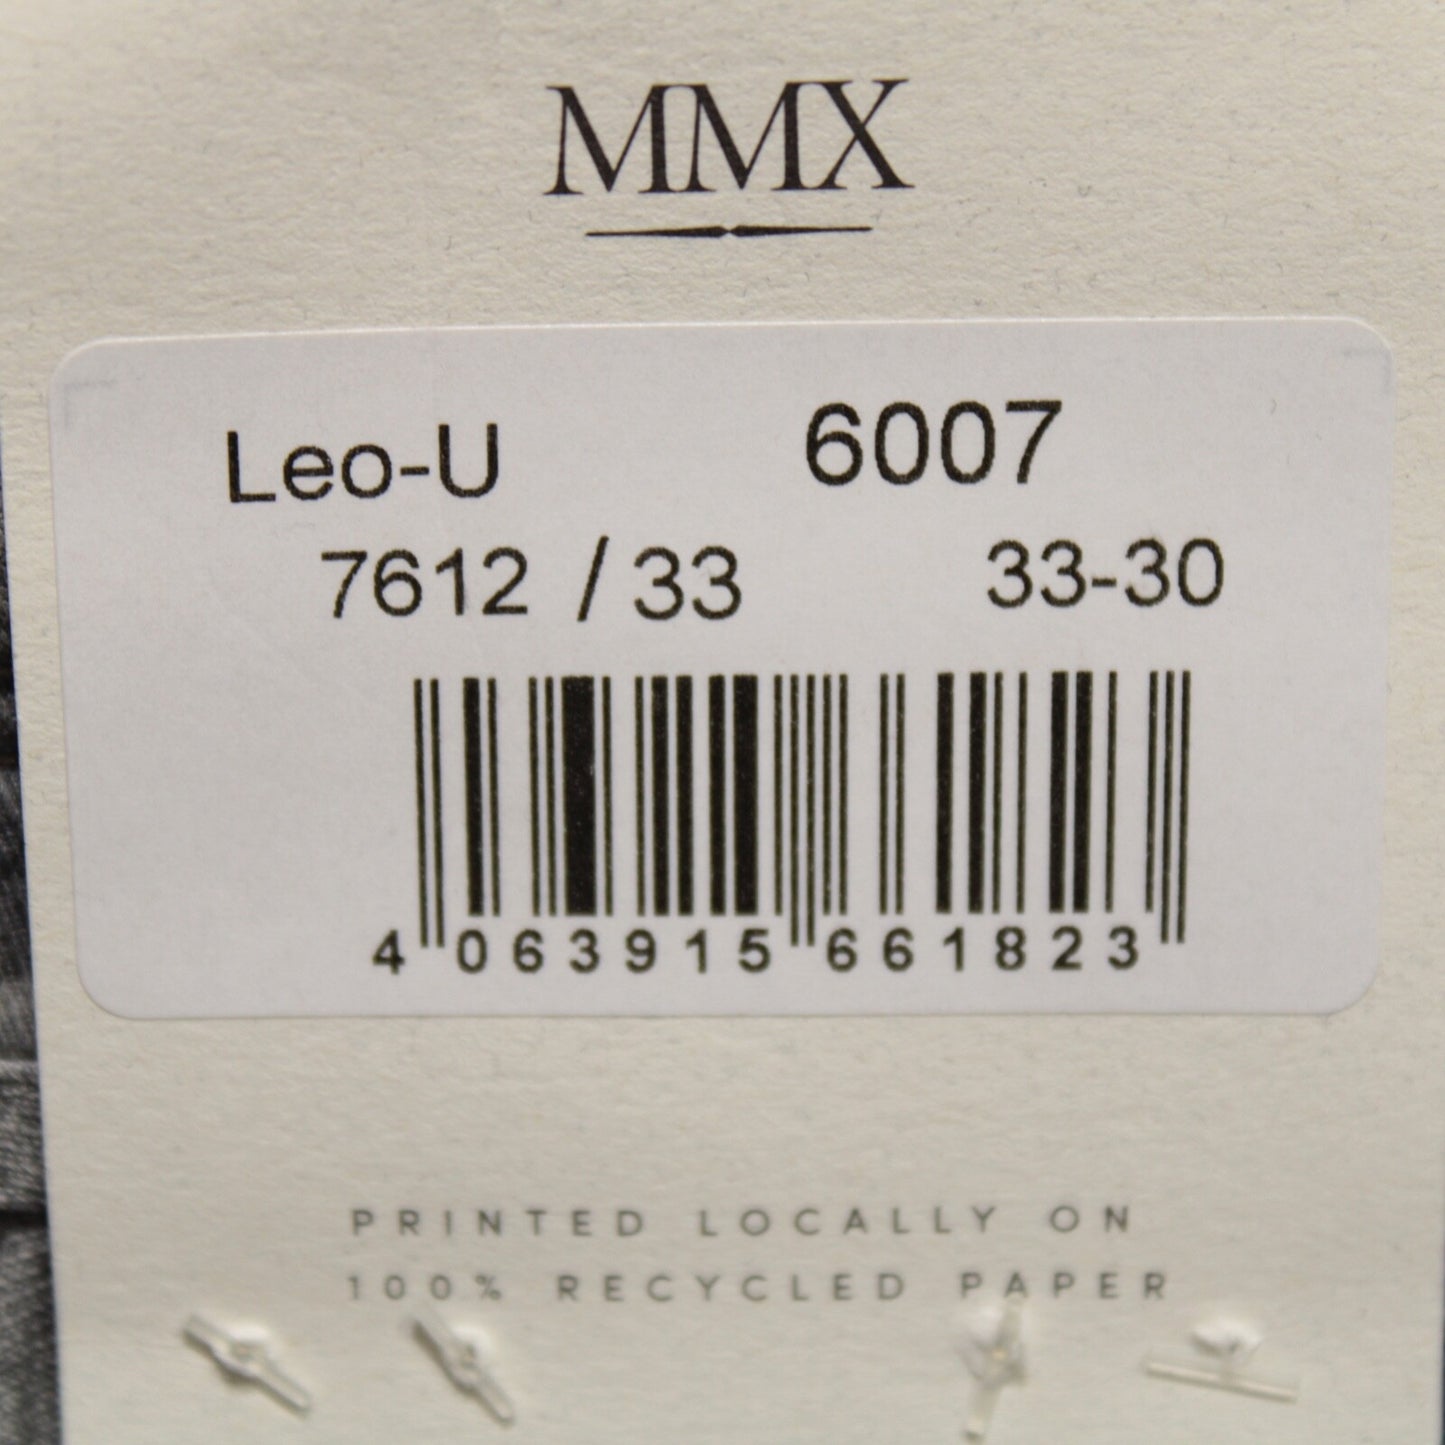 MMX
Leo-U 6007
7612 / 33 33-30
4 063915 661823
PRINTED LOCALLY ON
100% RECYCLED PAPER